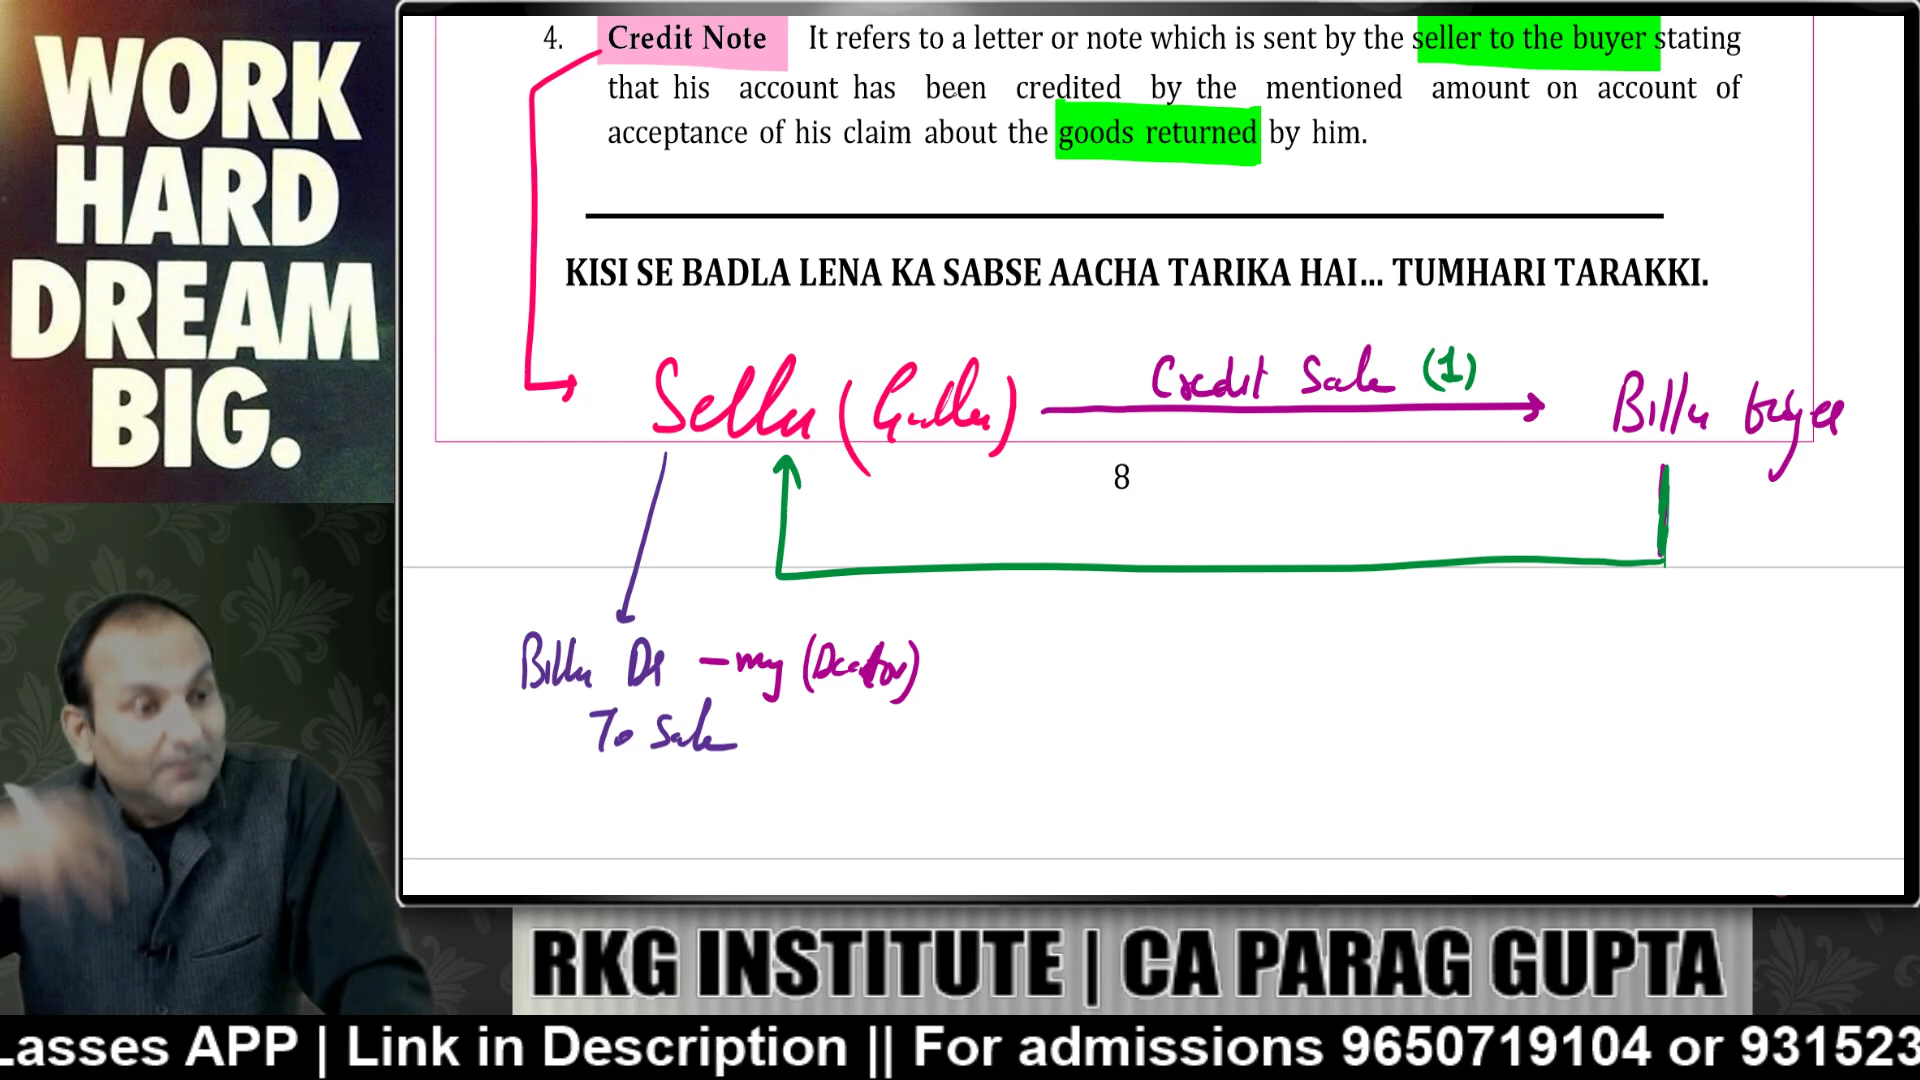 WORK
HARD
DREAM
BIG.
4. Credit Note It refers to a letter or note which is sent by the seller to the buyer stating
that his account has been credited by the mentioned amount on account of
acceptance of his claim about the goods returned by him.
KISI SE BADLA LENA KA SABSE AACHA TARIKA HAI... TUMHARI TARAKKI.
Seller (Gullu) Credit Sale (1) Billu buyer
8
Billu Dr — my (Debtor)
To Sale
RKG INSTITUTE | CA PARAG GUPTA
Lasses APP | Link in Description || For admissions 9650719104 or 931523